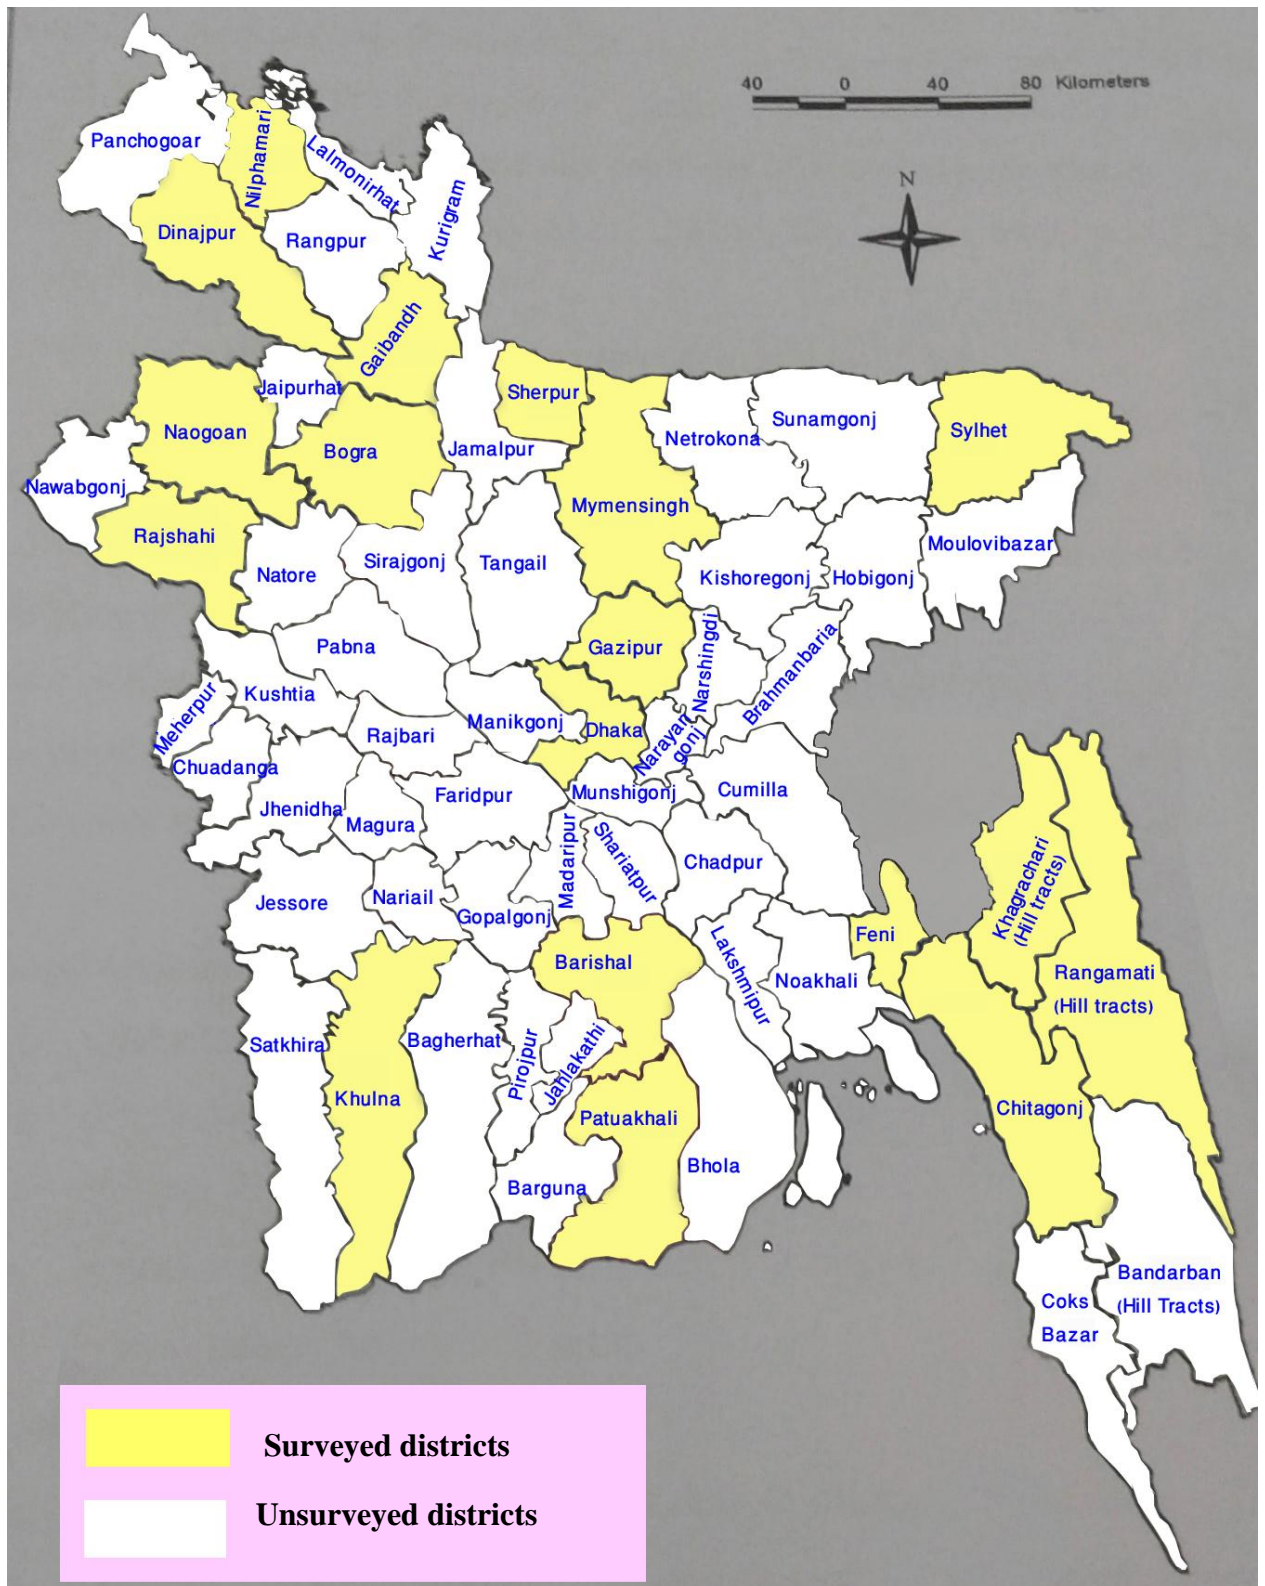 40 0 40 80 Kilometers
N
Panchogoar
Nilphamari
Lalmonirhat
Kurigram
Dinajpur
Rangpur
Gaibandh
Jaipurhat
Sherpur
Naogoan
Bogra
Jamalpur
Netrokona
Sunamgonj
Sylhet
Nawabgonj
Rajshahi
Mymensingh
Natore
Sirajgonj
Tangail
Kishoregonj
Hobigonj
Moulovibazar
Pabna
Gazipur
Narshingdi
Brahmanbaria
Meherpur
Kushtia
Rajbari
Manikgonj
Dhaka
Narayan
gonj
Chuadanga
Jhenidha
Magura
Faridpur
Munshigonj
Cumilla
Madaripur
Shariatpur
Chadpur
Jessore
Nariail
Gopalgonj
Barishal
Lakshmipur
Noakhali
Feni
Khagrachari
(Hill tracts)
Rangamati
(Hill tracts)
Satkhira
Khulna
Bagherhat
Pirojpur
Jahlakathi
Patuakhali
Barguna
Bhola
Chitagonj
Coks
Bazar
Bandarban
(Hill Tracts)
Surveyed districts
Unsurveyed districts